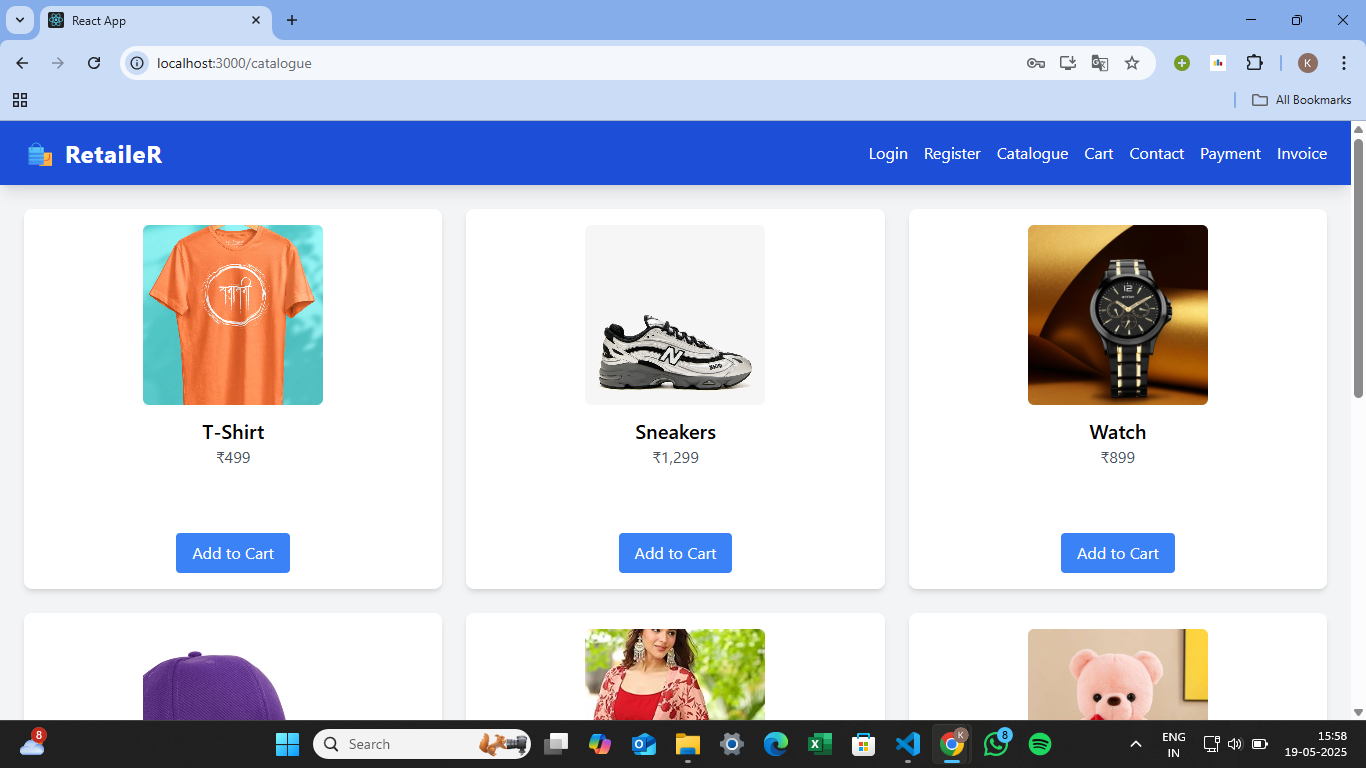 React App
localhost:3000/catalogue
All Bookmarks
RetaileR
Login Register Catalogue Cart Contact Payment Invoice
N
T-Shirt
Sneakers
Watch
₹499
₹1,299
₹899
Add to Cart
Add to Cart
Add to Cart
8
Search
K
8
ENG
IN
15:58
19-05-2025